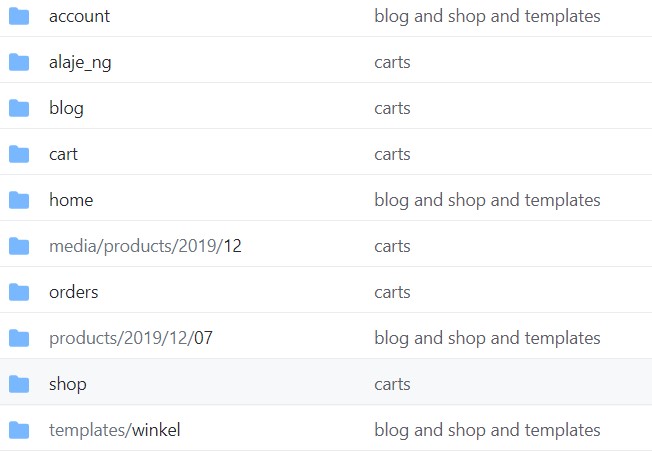 account blog and shop and templates
alaje_ng carts
blog carts
cart carts
home blog and shop and templates
media/products/2019/12 carts
orders carts
products/2019/12/07 blog and shop and templates
shop carts
templates/winkel blog and shop and templates